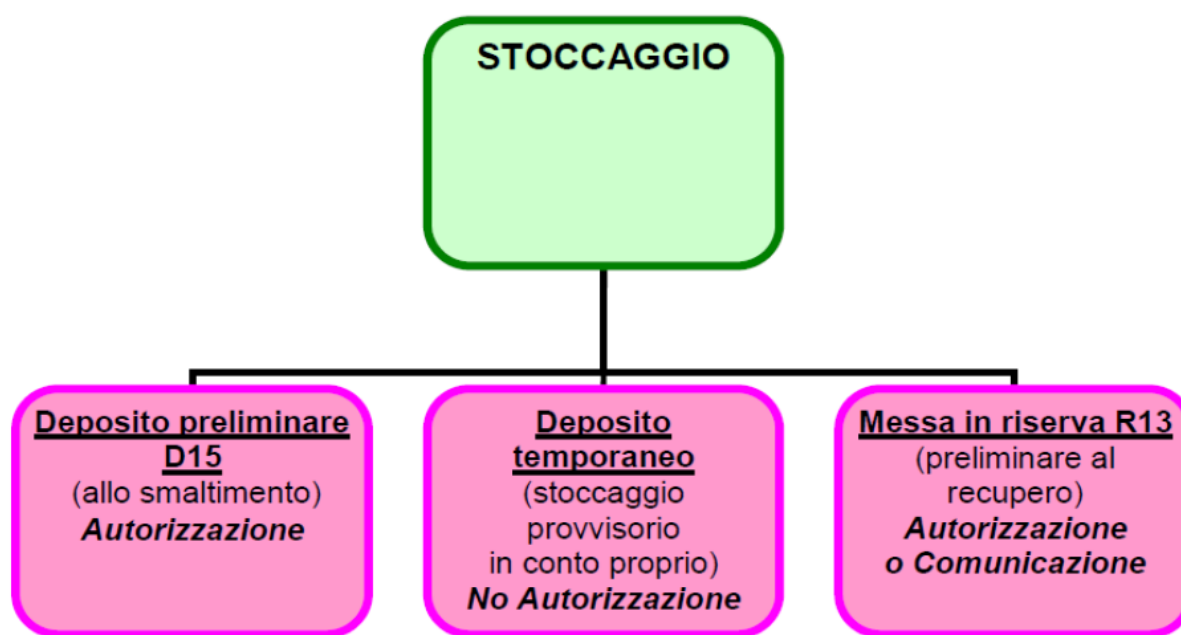 STOCCAGGIO
Deposito preliminare
D15
(allo smaltimento)
Autorizzazione
Deposito
temporaneo
(stoccaggio
provvisorio
in conto proprio)
No Autorizzazione
Messa in riserva R13
(preliminare al
recupero)
Autorizzazione
o Comunicazione